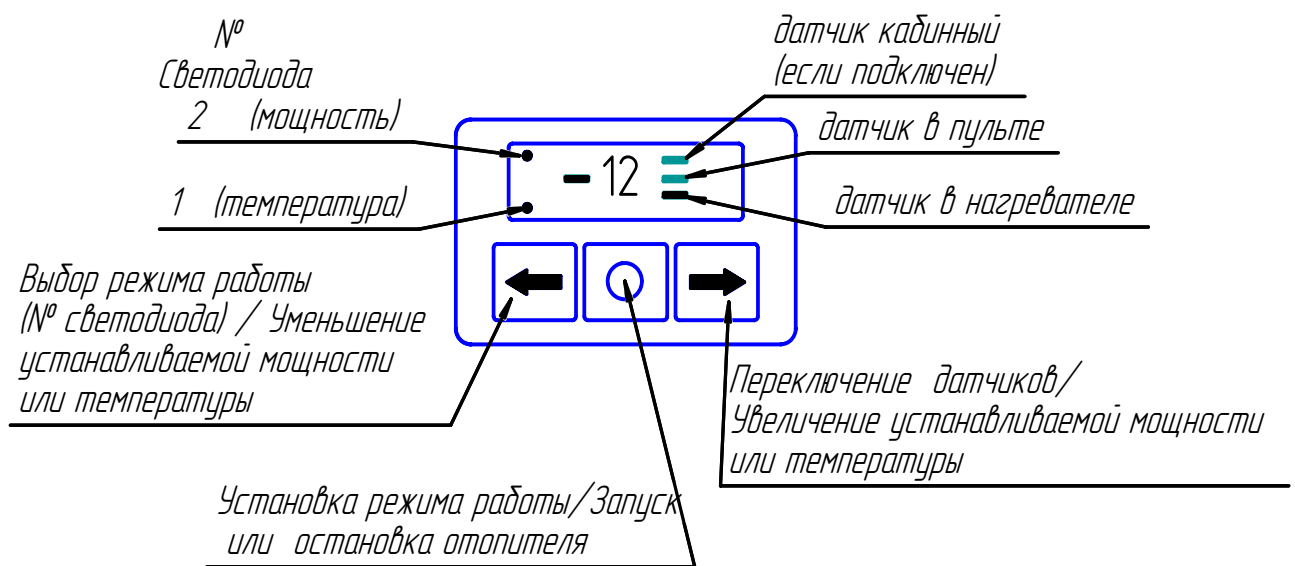 №
Светодиода
2 (мощность)
1 (температура)
датчик кабинный
(если подключен)
датчик в пульте
датчик в нагревателе
- 12
Выбор режима работы
(№ светодиода) / Уменьшение
устанавливаемой мощности
или температуры
Переключение датчиков/
Увеличение устанавливаемой мощности
или температуры
Установка режима работы/Запуск
или остановка отопителя